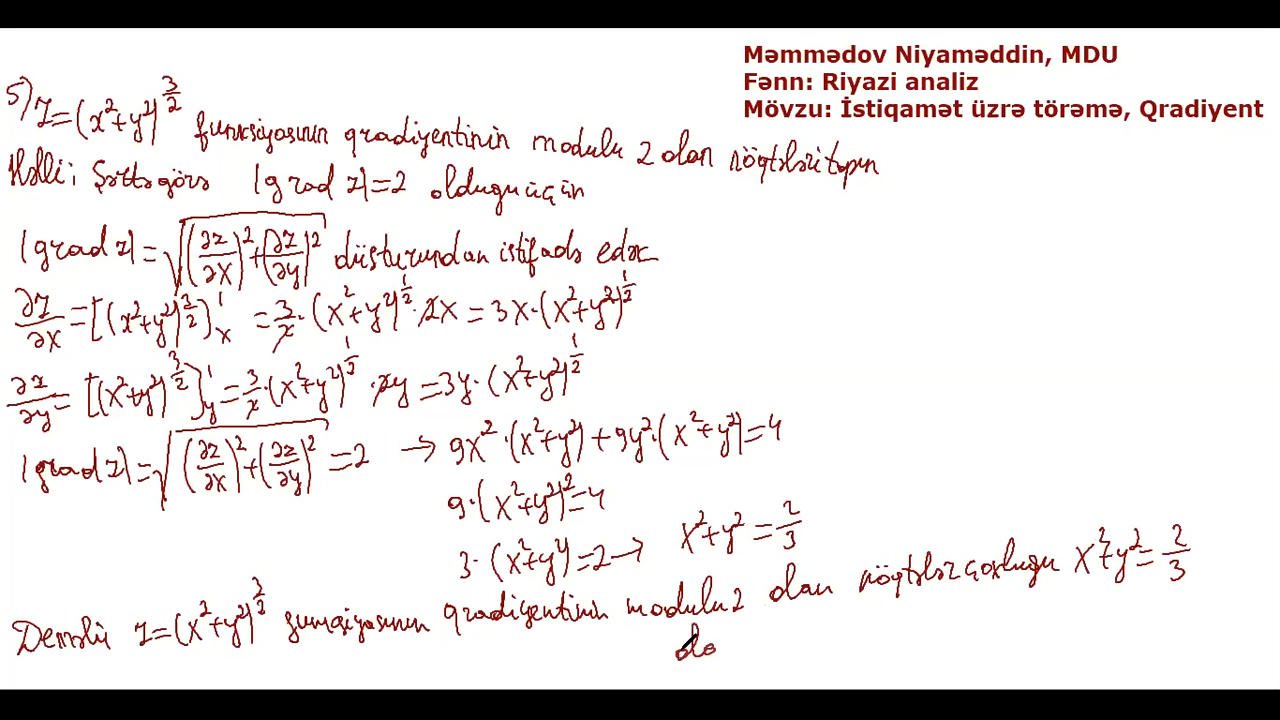 Məmmədov Niyaməddin, MDU
Fənn: Riyazi analiz
Mövzu: İstiqamət üzrə törəmə, Qradiyent
5) z=(x²+y²)^{3/2} funksiyasının qradiyentinin modulu 2 olan nöqtələri tapın
Həlli: Şərtə görə |grad z|=2 olduğu üçün
|grad z|=√((∂z/∂x)²+(∂z/∂y)²) düsturundan istifadə edək
∂z/∂x=[(x²+y²)^{3/2}]'_x = 3/2·(x²+y²)^{1/2}·2x = 3x·(x²+y²)^{1/2}
∂z/∂y=[(x²+y²)^{3/2}]'_y = 3/2·(x²+y²)^{1/2}·2y = 3y·(x²+y²)^{1/2}
|grad z|=√((∂z/∂x)²+(∂z/∂y)²) = 2 → 9x²·(x²+y²)+9y²·(x²+y²)=4
9·(x²+y²)²=4
3·(x²+y²)=2 → x²+y²=2/3
Deməli z=(x²+y²)^{3/2} funksiyasının qradiyentinin modulu 2 olan nöqtələr çoxluğu x²+y²=2/3